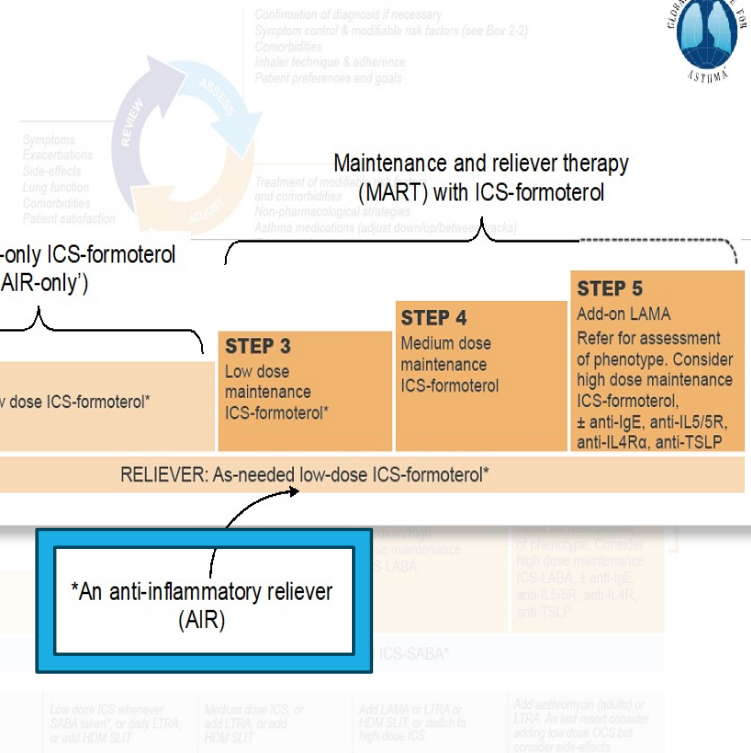 GLOBAL
FOR
ASTHMA
Confirmation of diagnosis if necessary
Symptom control & modifiable risk factors (see Box 2-2)
Comorbidities
Inhaler technique & adherence
Patient preferences and goals
REVIEW
ASSESS
ADJUST
Symptoms
Exacerbations
Side-effects
Lung function
Comorbidities
Patient satisfaction
Treatment of modifiable risk factors
and comorbidities
Non-pharmacological strategies
Asthma medications (adjust down/up/between tracks)
Maintenance and reliever therapy
(MART) with ICS-formoterol
-only ICS-formoterol
AIR-only’)
dose ICS-formoterol*
STEP 3
Low dose
maintenance
ICS-formoterol*
STEP 4
Medium dose
maintenance
ICS-formoterol
STEP 5
Add-on LAMA
Refer for assessment
of phenotype. Consider
high dose maintenance
ICS-formoterol,
± anti-IgE, anti-IL5/5R,
anti-IL4Rα, anti-TSLP
RELIEVER: As-needed low-dose ICS-formoterol*
*An anti-inflammatory reliever
(AIR)
dose maintenance
S-LABA
of phenotype. Consider
high dose maintenance
ICS-LABA, ± anti-IgE,
anti-IL5/5R, anti-IL4R,
anti-TSLP
ICS-SABA*
Low dose ICS whenever
SABA taken*, or daily LTRA,
or add HDM SLIT
Medium dose ICS, or
add LTRA, or add
HDM SLIT
Add LAMA or LTRA or
HDM SLIT, or switch to
high dose ICS
Add azithromycin (adults) or
LTRA. As last resort consider
adding low dose OCS but
consider side-effects